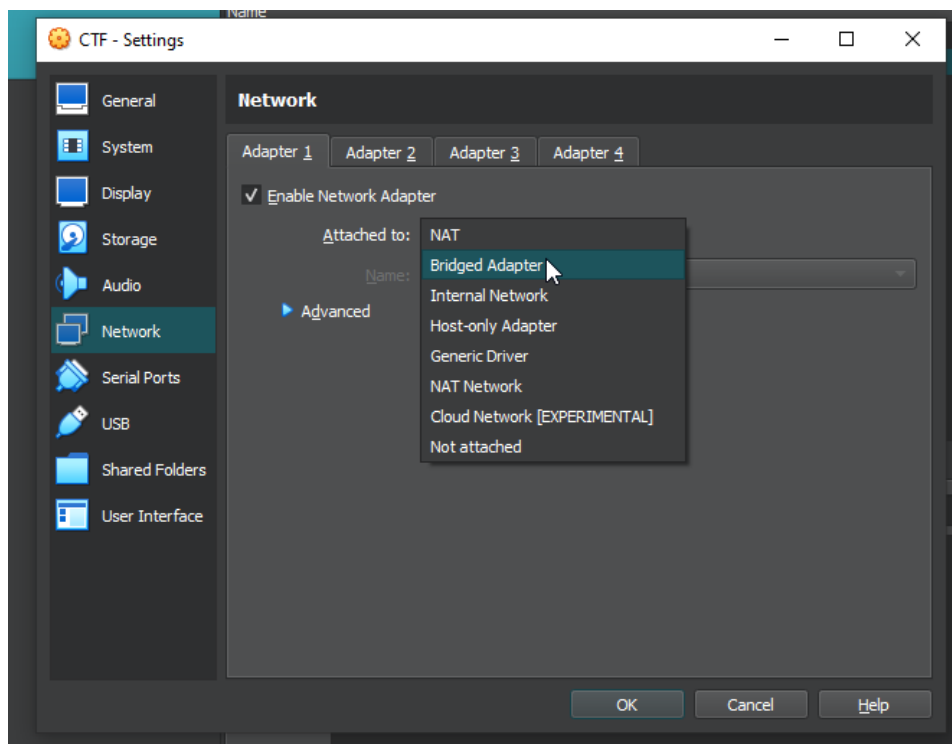 Name
CTF - Settings
General
System
Display
Storage
Audio
Network
Serial Ports
USB
Shared Folders
User Interface
Network
Adapter 1 Adapter 2 Adapter 3 Adapter 4
Enable Network Adapter
Attached to:
NAT
Bridged Adapter
Internal Network
Host-only Adapter
Generic Driver
NAT Network
Cloud Network [EXPERIMENTAL]
Not attached
Name:
Advanced
OK Cancel Help